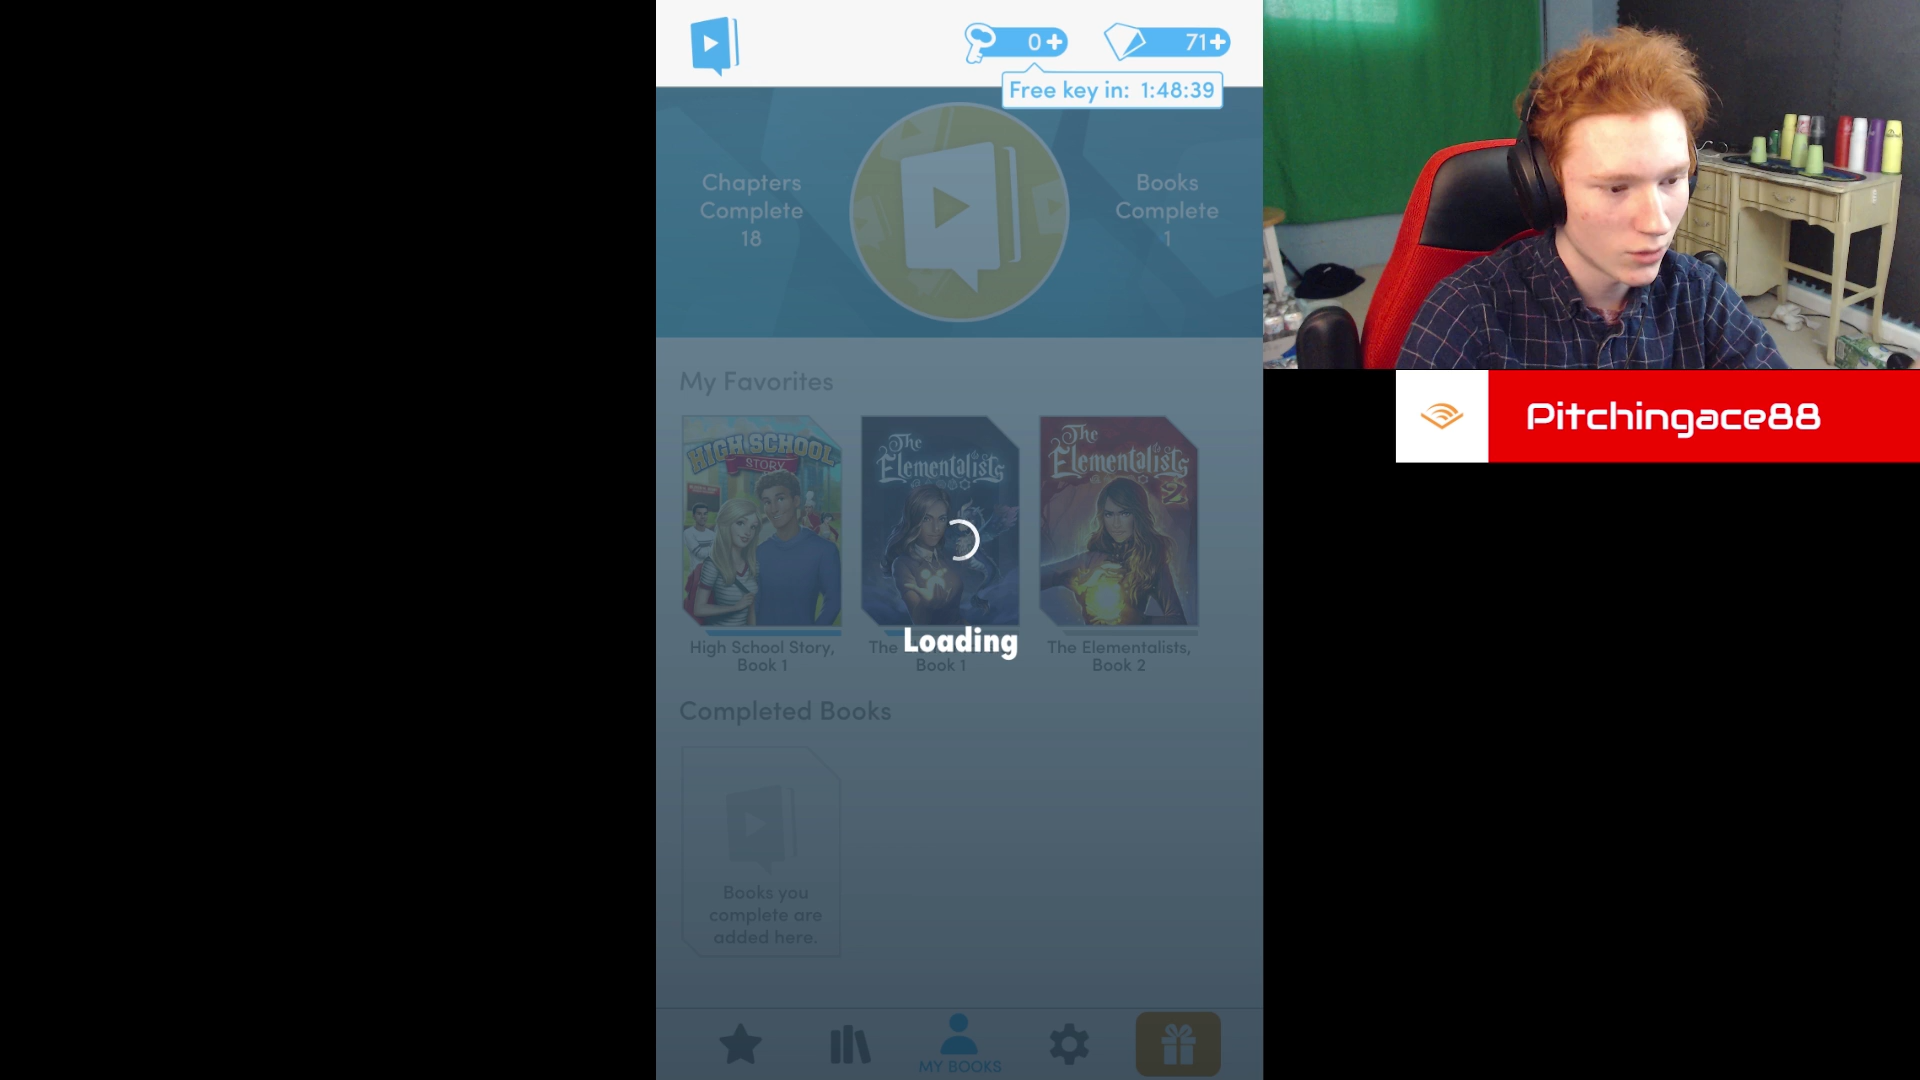 0+
71+
Free key in: 1:48:39
Chapters
Complete
18
Books
Complete
1
My Favorites
HIGH SCHOOL
STORY
The
Elementalists
The
Elementalists
2
High School Story,
Book 1
The
Book 1
The Elementalists,
Book 2
Loading
Completed Books
Books you
complete are
added here.
MY BOOKS
Pitchingace88